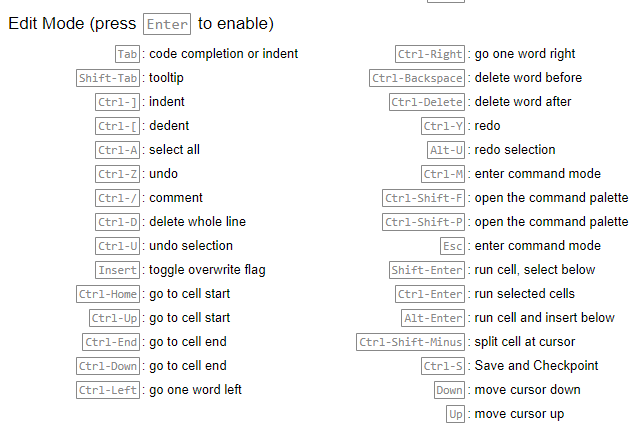 Edit Mode (press Enter to enable)
Tab : code completion or indent
Shift-Tab : tooltip
Ctrl-] : indent
Ctrl-[ : dedent
Ctrl-A : select all
Ctrl-Z : undo
Ctrl-/ : comment
Ctrl-D : delete whole line
Ctrl-U : undo selection
Insert : toggle overwrite flag
Ctrl-Home : go to cell start
Ctrl-Up : go to cell start
Ctrl-End : go to cell end
Ctrl-Down : go to cell end
Ctrl-Left : go one word left
Ctrl-Right : go one word right
Ctrl-Backspace : delete word before
Ctrl-Delete : delete word after
Ctrl-Y : redo
Alt-U : redo selection
Ctrl-M : enter command mode
Ctrl-Shift-F : open the command palette
Ctrl-Shift-P : open the command palette
Esc : enter command mode
Shift-Enter : run cell, select below
Ctrl-Enter : run selected cells
Alt-Enter : run cell and insert below
Ctrl-Shift-Minus : split cell at cursor
Ctrl-S : Save and Checkpoint
Down : move cursor down
Up : move cursor up